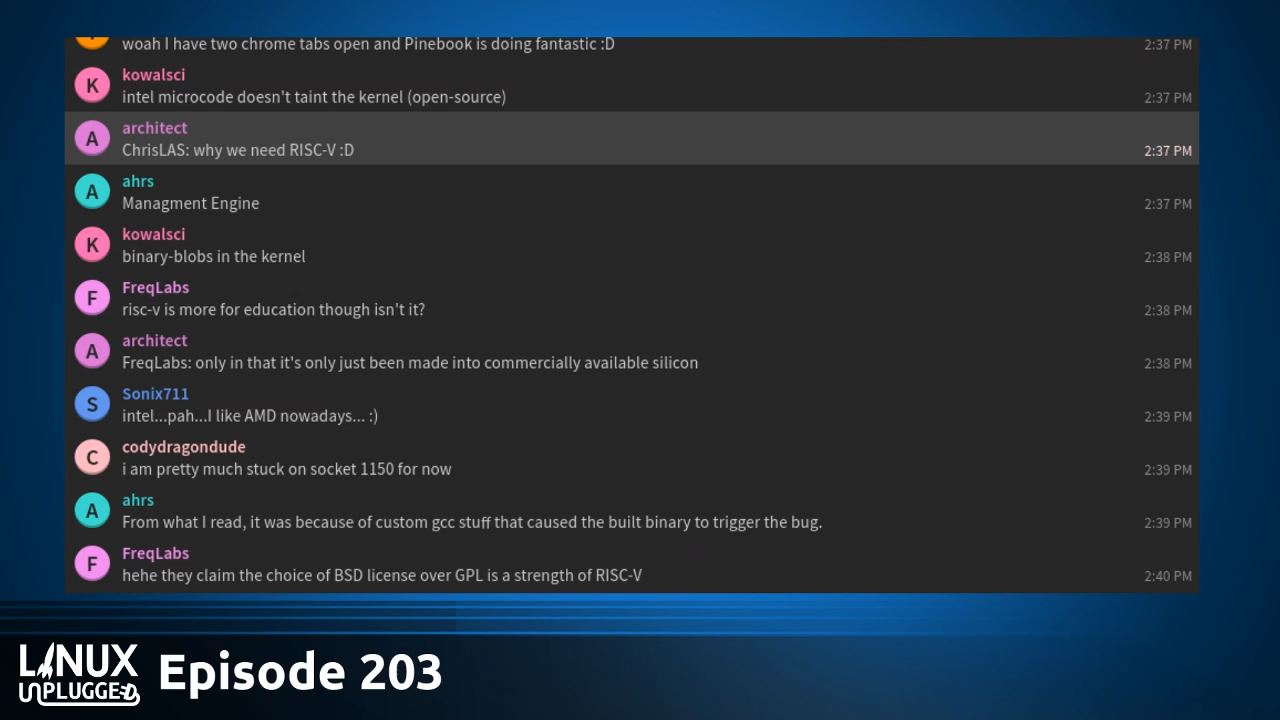 woah I have two chrome tabs open and Pinebook is doing fantastic :D 2:37 PM
K kowalsci
intel microcode doesn't taint the kernel (open-source) 2:37 PM
A architect
ChrisLAS: why we need RISC-V :D 2:37 PM
A ahrs
Managment Engine 2:37 PM
K kowalsci
binary-blobs in the kernel 2:38 PM
F FreqLabs
risc-v is more for education though isn't it? 2:38 PM
A architect
FreqLabs: only in that it's only just been made into commercially available silicon 2:38 PM
S Sonix711
intel...pah...I like AMD nowadays... :) 2:39 PM
C codydragondude
i am pretty much stuck on socket 1150 for now 2:39 PM
A ahrs
From what I read, it was because of custom gcc stuff that caused the built binary to trigger the bug. 2:39 PM
F FreqLabs
hehe they claim the choice of BSD license over GPL is a strength of RISC-V 2:40 PM
LINUX
UNPLUGGED
Episode 203